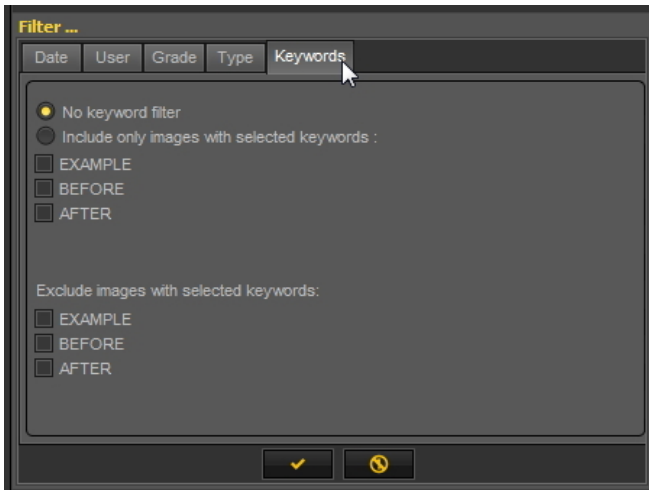 Filter ...
Date User Grade Type Keywords
No keyword filter
Include only images with selected keywords :
EXAMPLE
BEFORE
AFTER
Exclude images with selected keywords:
EXAMPLE
BEFORE
AFTER